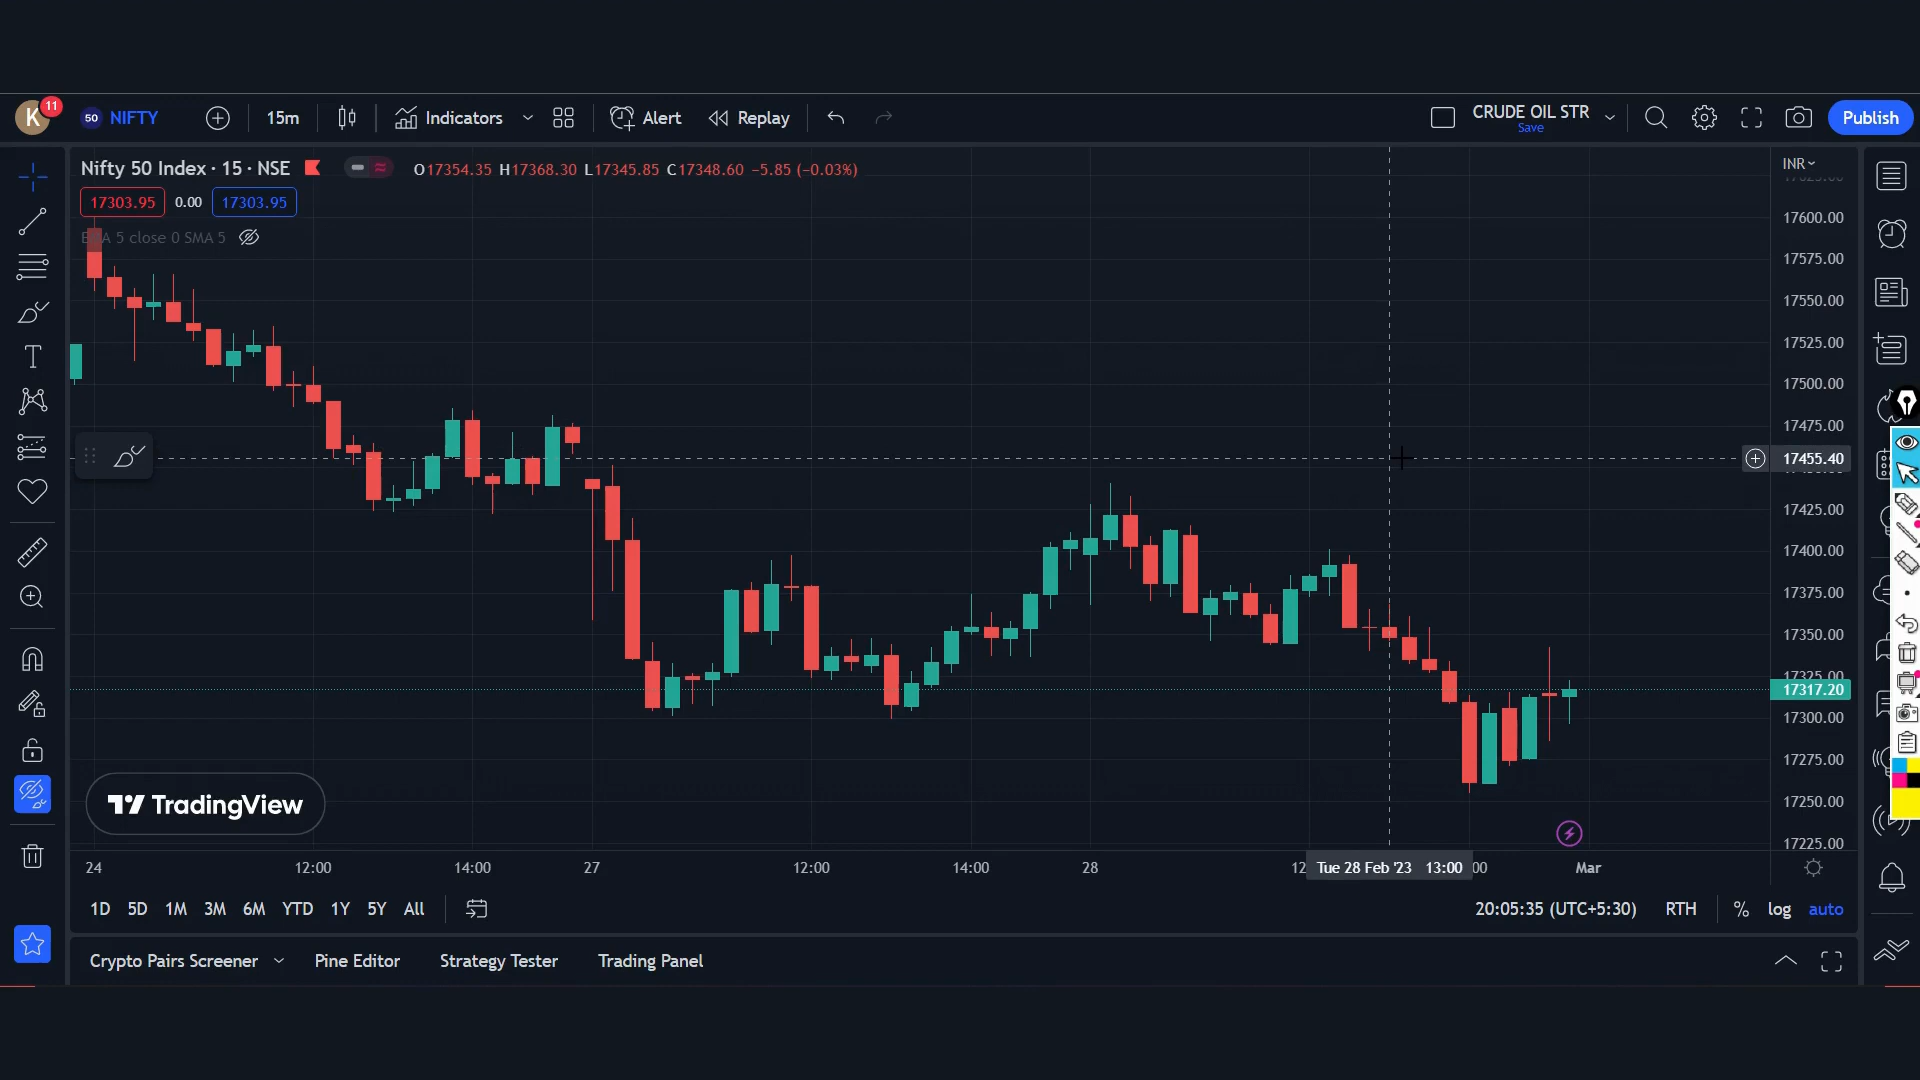 K 11 50 NIFTY 15m Indicators Alert Replay CRUDE OIL STR Save Publish
Nifty 50 Index · 15 · NSE O17354.35 H17368.30 L17345.85 C17348.60 −5.85 (−0.03%) INR
17303.95 0.00 17303.95
EMA 5 close 0 SMA 5
17600.00
17575.00
17550.00
17525.00
17500.00
17475.00
17455.40
17425.00
17400.00
17375.00
17350.00
17325.00
17317.20
17300.00
17275.00
17250.00
17225.00
TradingView
24 12:00 14:00 27 12:00 14:00 28 Tue 28 Feb '23 13:00 Mar
1D 5D 1M 3M 6M YTD 1Y 5Y All 20:05:35 (UTC+5:30) RTH % log auto
Crypto Pairs Screener Pine Editor Strategy Tester Trading Panel